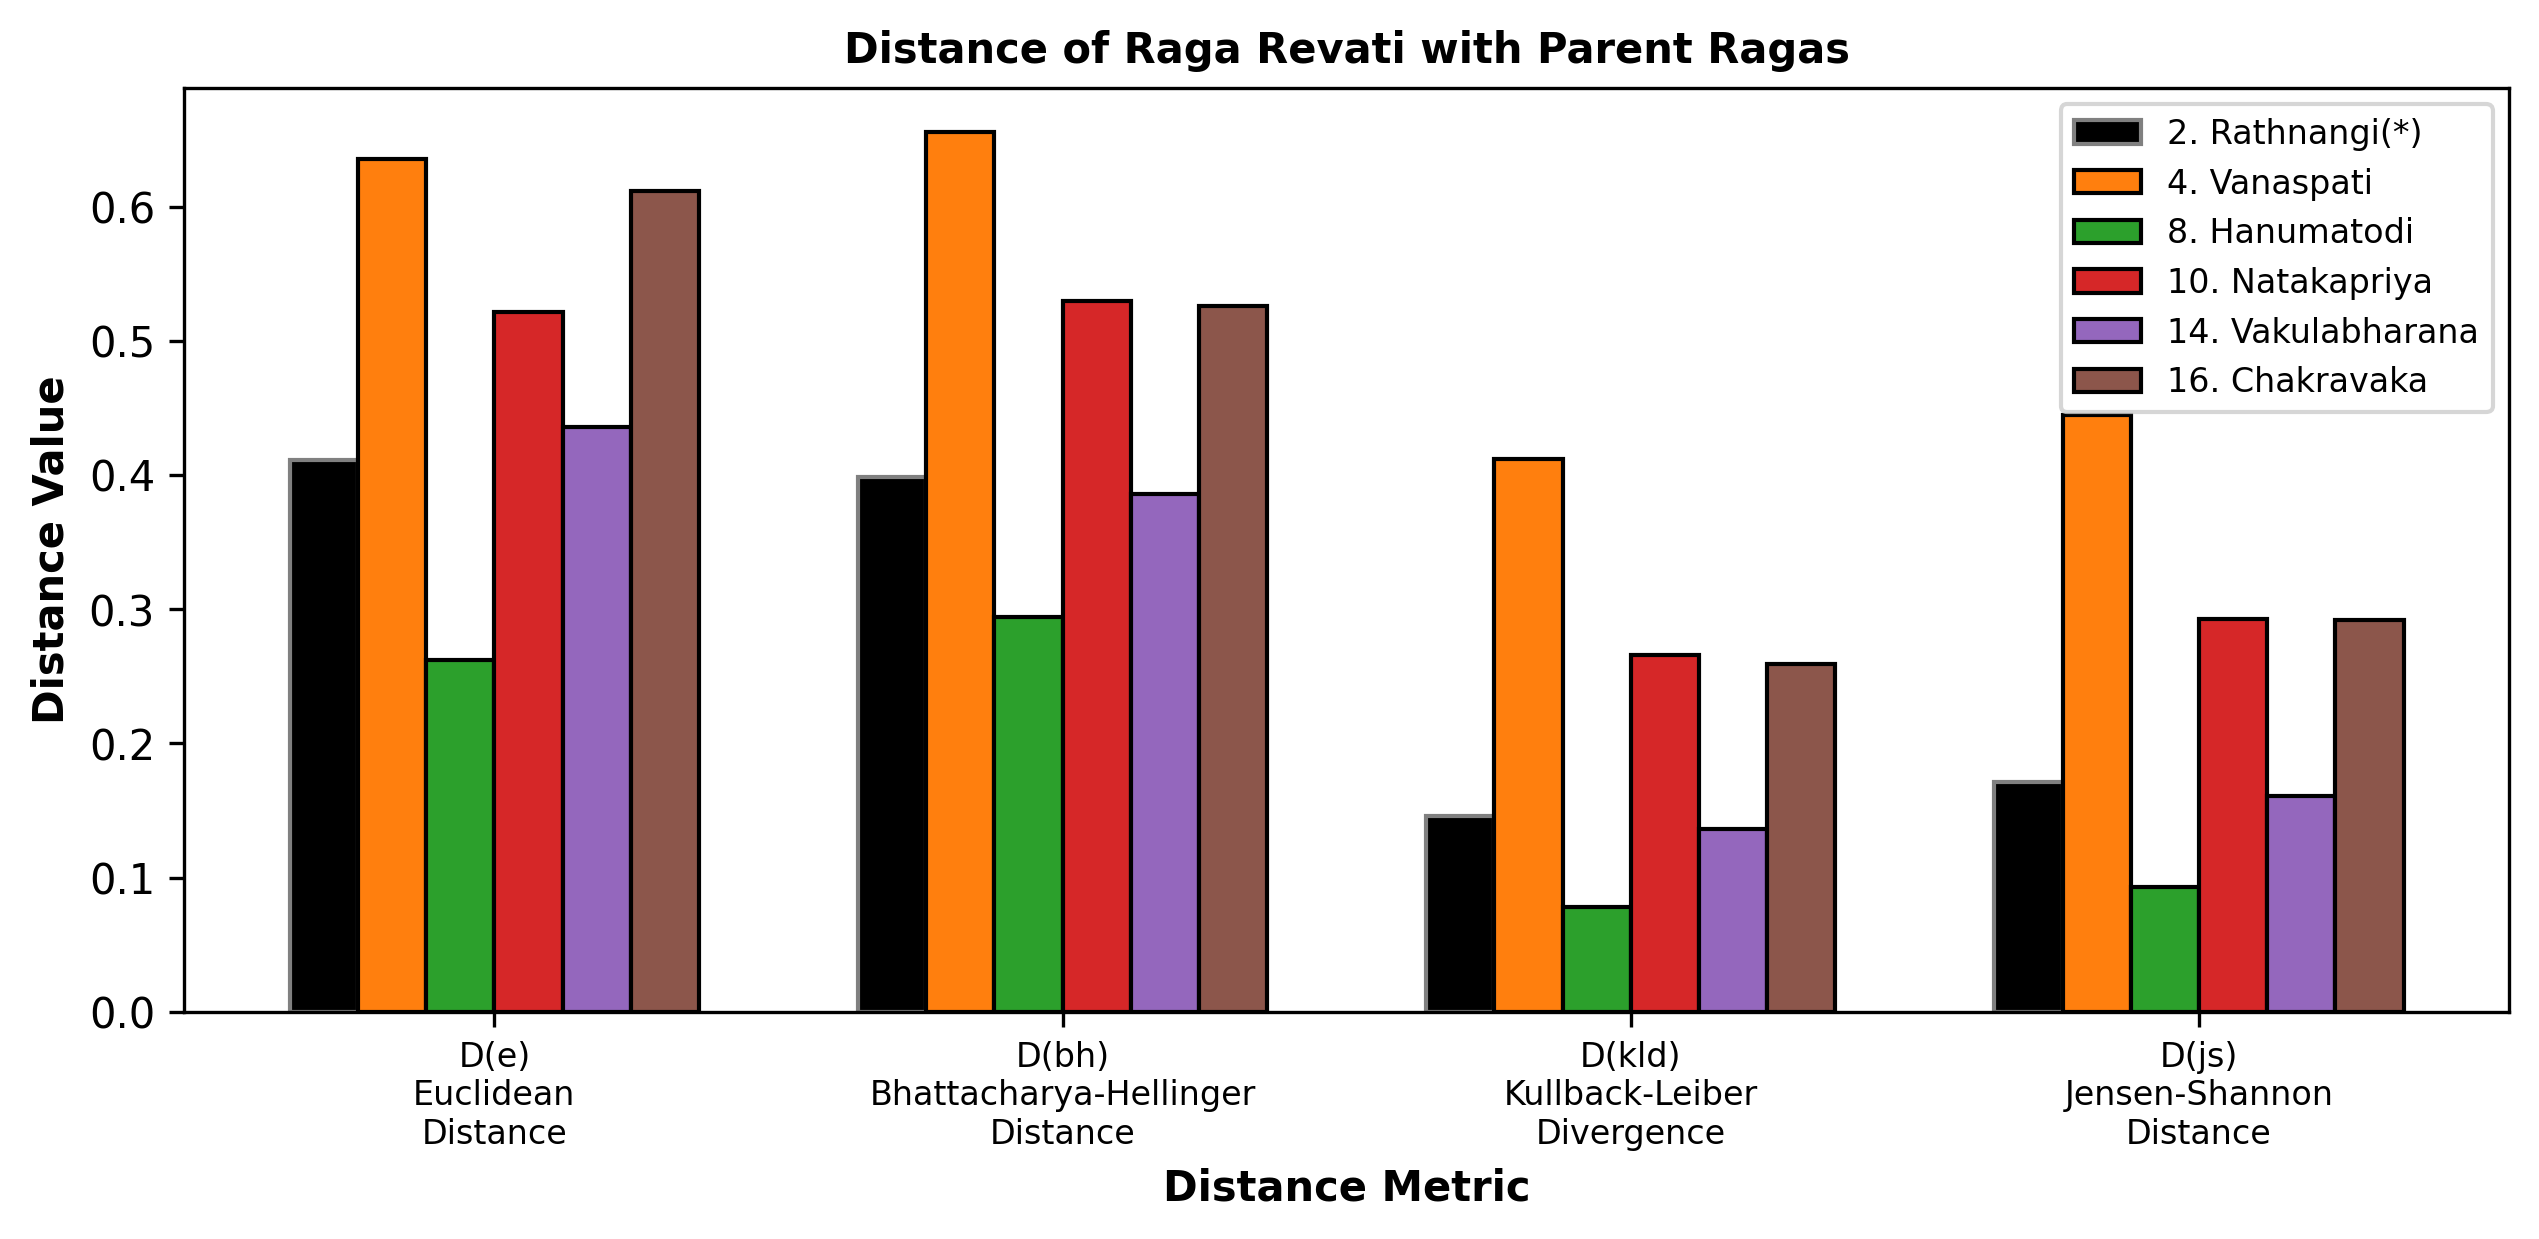 Distance of Raga Revati with Parent Ragas
2. Rathnangi(*)
4. Vanaspati
8. Hanumatodi
10. Natakapriya
14. Vakulabharana
16. Chakravaka
Distance Value
0.6
0.5
0.4
0.3
0.2
0.1
0.0
D(e)
Euclidean
Distance
D(bh)
Bhattacharya-Hellinger
Distance
D(kld)
Kullback-Leiber
Divergence
D(js)
Jensen-Shannon
Distance
Distance Metric